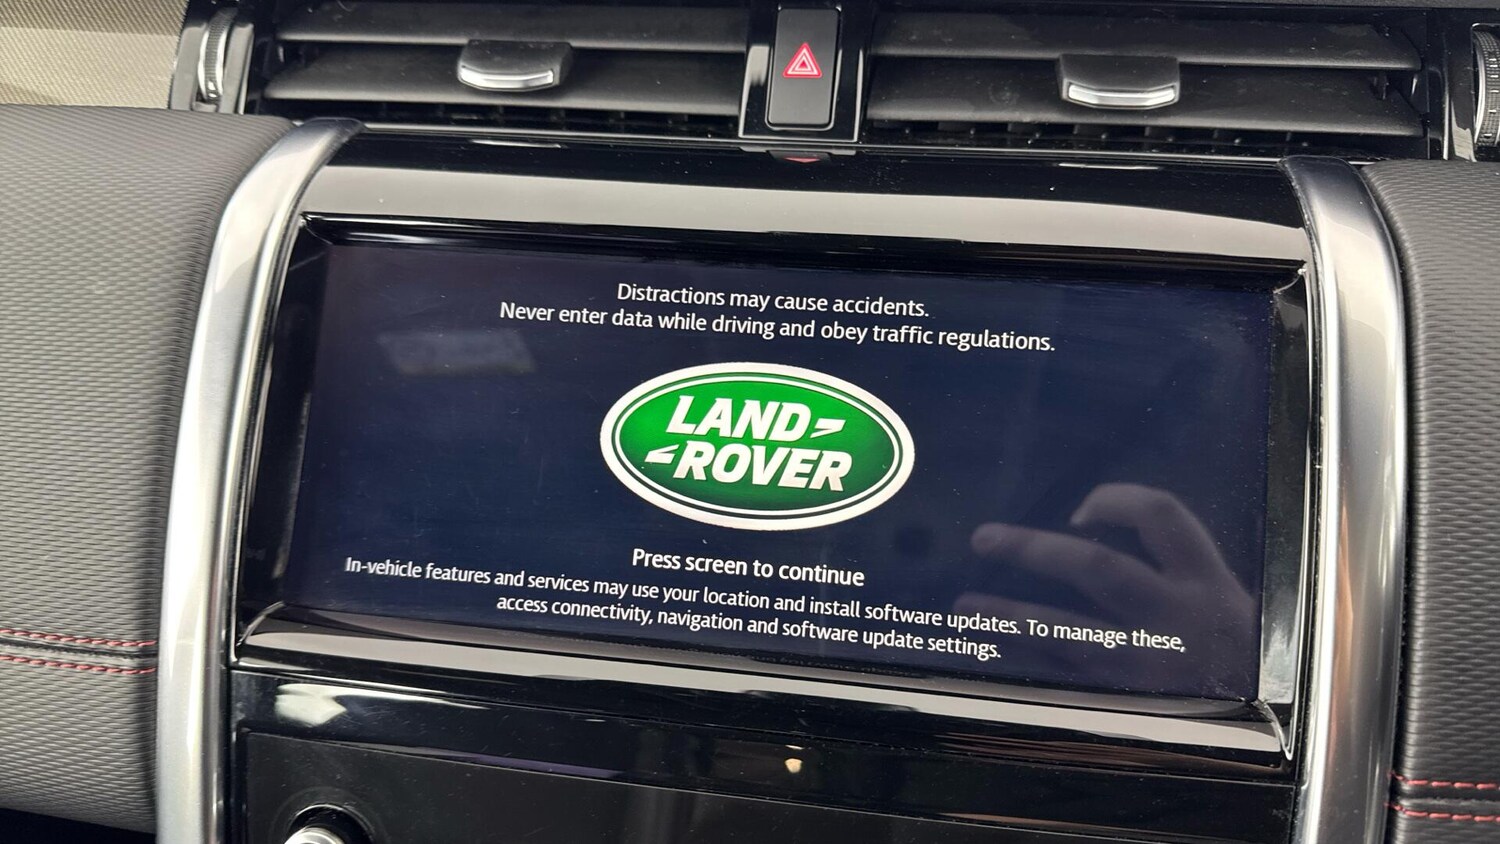 Distractions may cause accidents.
Never enter data while driving and obey traffic regulations.
LAND
ROVER
Press screen to continue
In-vehicle features and services may use your location and install software updates. To manage these,
access connectivity, navigation and software update settings.